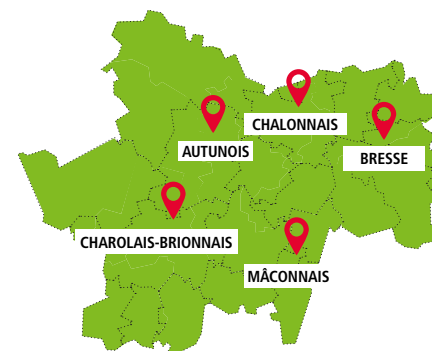 CHALONNAIS
AUTUNOIS
BRESSE
CHAROLAIS-BRIONNAIS
MÂCONNAIS